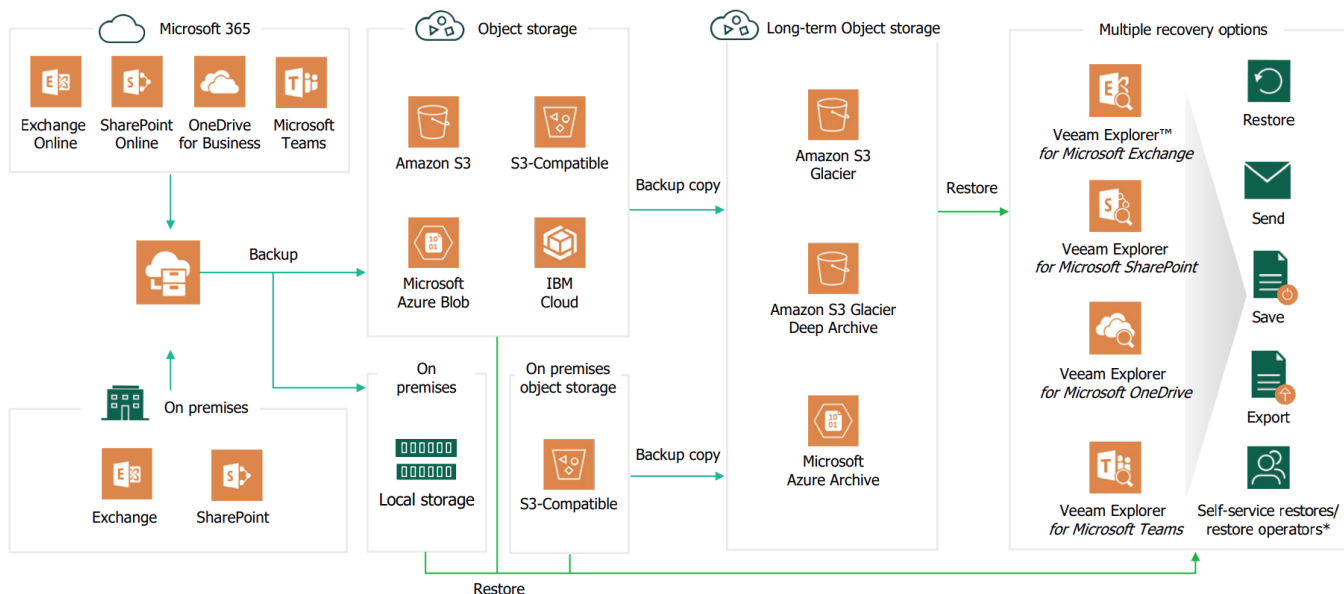 Microsoft 365
Exchange
Online
SharePoint
Online
OneDrive
for Business
Microsoft
Teams
Backup
On premises
Exchange
SharePoint
Object storage
Amazon S3
S3-Compatible
Microsoft
Azure Blob
IBM
Cloud
On
premises
Local storage
On premises
object storage
S3-Compatible
Backup copy
Backup copy
Long-term Object storage
Amazon S3
Glacier
Amazon S3 Glacier
Deep Archive
Microsoft
Azure Archive
Restore
Multiple recovery options
Veeam Explorer™
for Microsoft Exchange
Veeam Explorer
for Microsoft SharePoint
Veeam Explorer
for Microsoft OneDrive
Veeam Explorer
for Microsoft Teams
Restore
Send
Save
Export
Self-service restores/
restore operators*
Restore